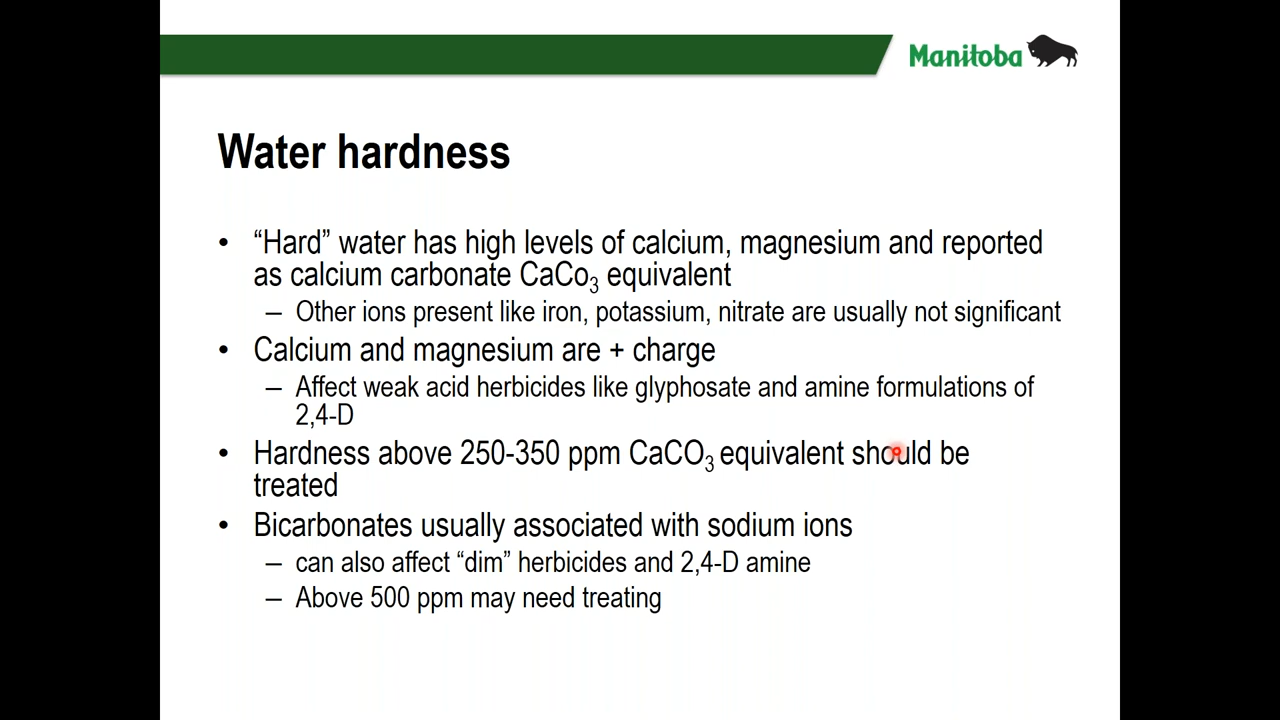 Manitoba
Water hardness
• “Hard” water has high levels of calcium, magnesium and reported
as calcium carbonate CaCo₃ equivalent
– Other ions present like iron, potassium, nitrate are usually not significant
• Calcium and magnesium are + charge
– Affect weak acid herbicides like glyphosate and amine formulations of
2,4-D
• Hardness above 250-350 ppm CaCO₃ equivalent should be
treated
• Bicarbonates usually associated with sodium ions
– can also affect “dim” herbicides and 2,4-D amine
– Above 500 ppm may need treating